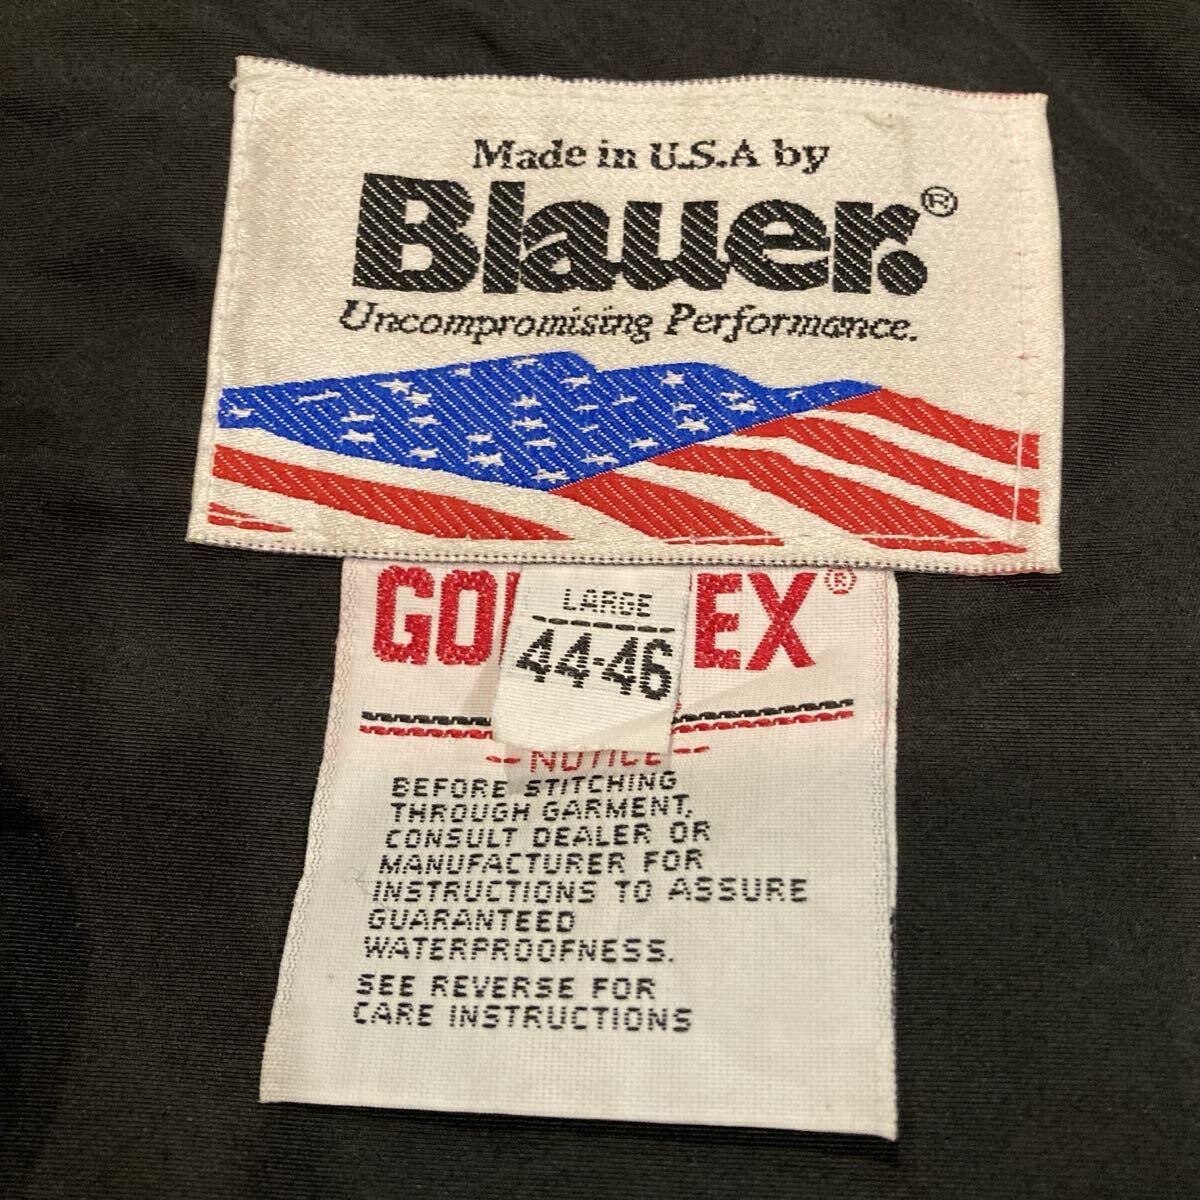 Made in U.S.A by
Blauer.®
Uncompromising Performance.
LARGE
44-46
EX®
NOTICE
BEFORE STITCHING
THROUGH GARMENT,
CONSULT DEALER OR
MANUFACTURER FOR
INSTRUCTIONS TO ASSURE
GUARANTEED
WATERPROOFNESS.
SEE REVERSE FOR
CARE INSTRUCTIONS